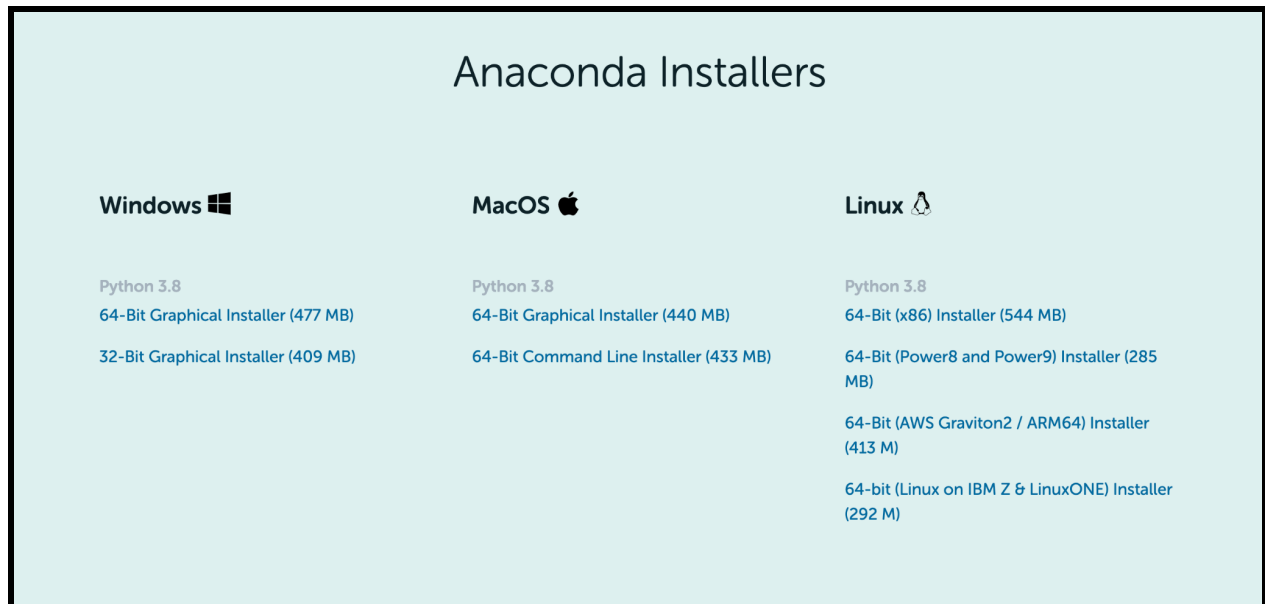 Anaconda Installers
Windows
Python 3.8
64-Bit Graphical Installer (477 MB)
32-Bit Graphical Installer (409 MB)
MacOS
Python 3.8
64-Bit Graphical Installer (440 MB)
64-Bit Command Line Installer (433 MB)
Linux
Python 3.8
64-Bit (x86) Installer (544 MB)
64-Bit (Power8 and Power9) Installer (285
MB)
64-Bit (AWS Graviton2 / ARM64) Installer
(413 M)
64-bit (Linux on IBM Z & LinuxONE) Installer
(292 M)